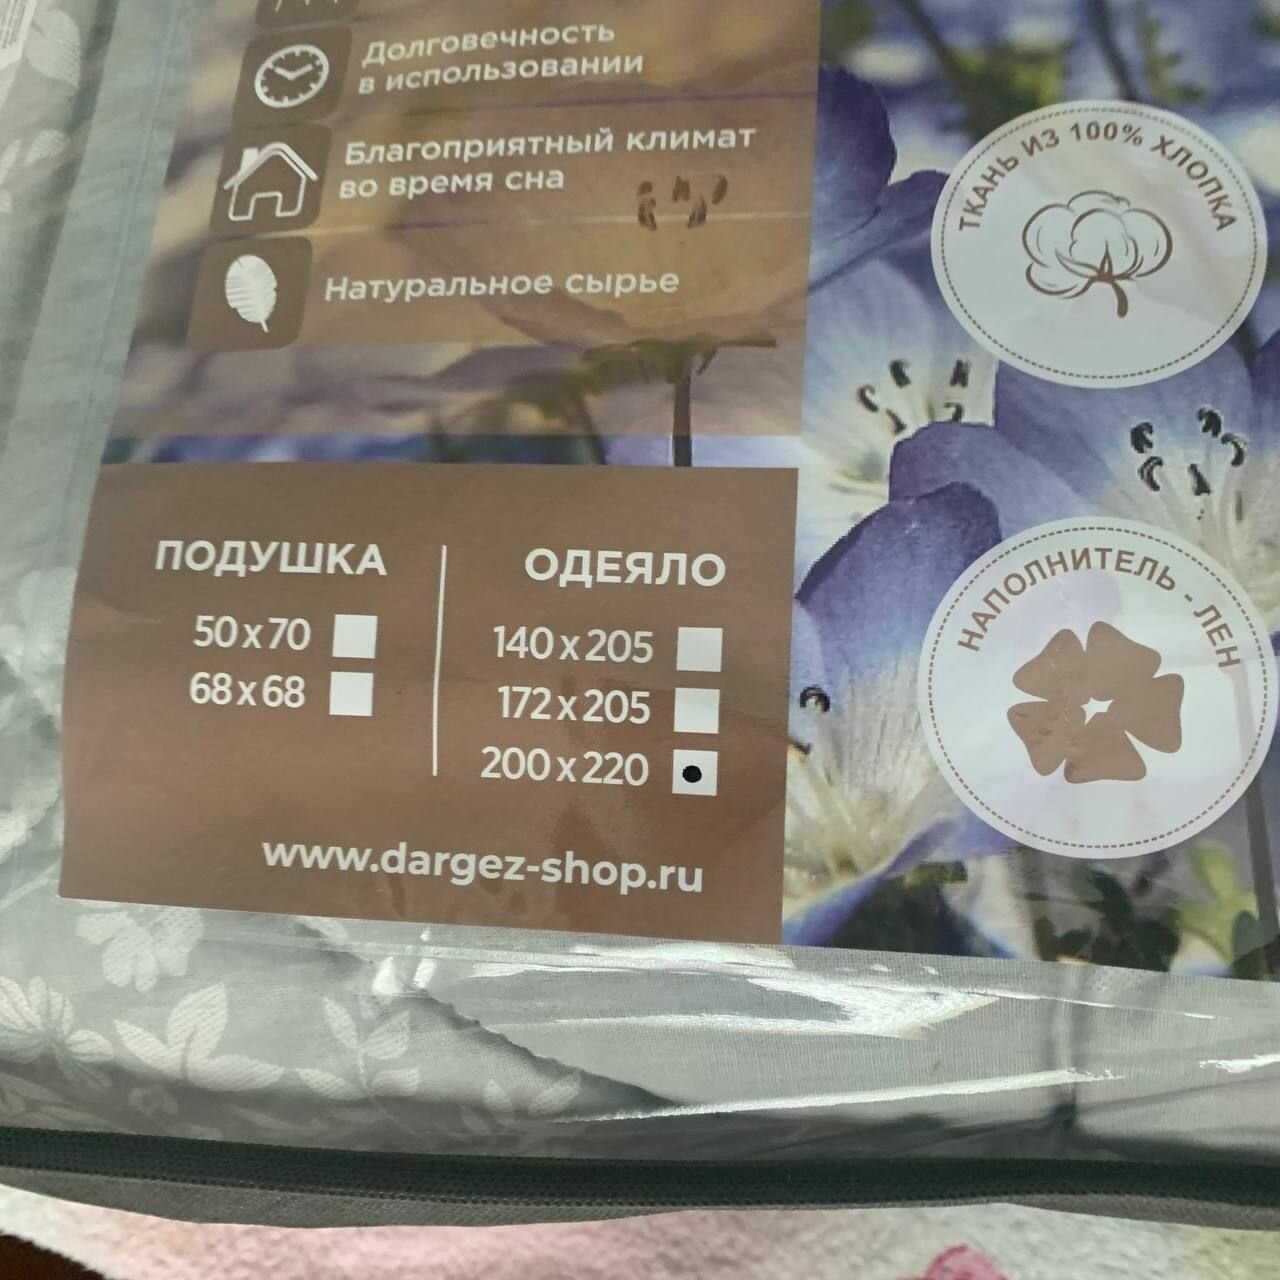 Долговечность
в использовании
Благоприятный климат
во время сна
Натуральное сырье
ТКАНЬ ИЗ 100% ХЛОПКА
НАПОЛНИТЕЛЬ - ЛЕН
ПОДУШКА
50x70
68x68
ОДЕЯЛО
140x205
172x205
200x220
www.dargez-shop.ru